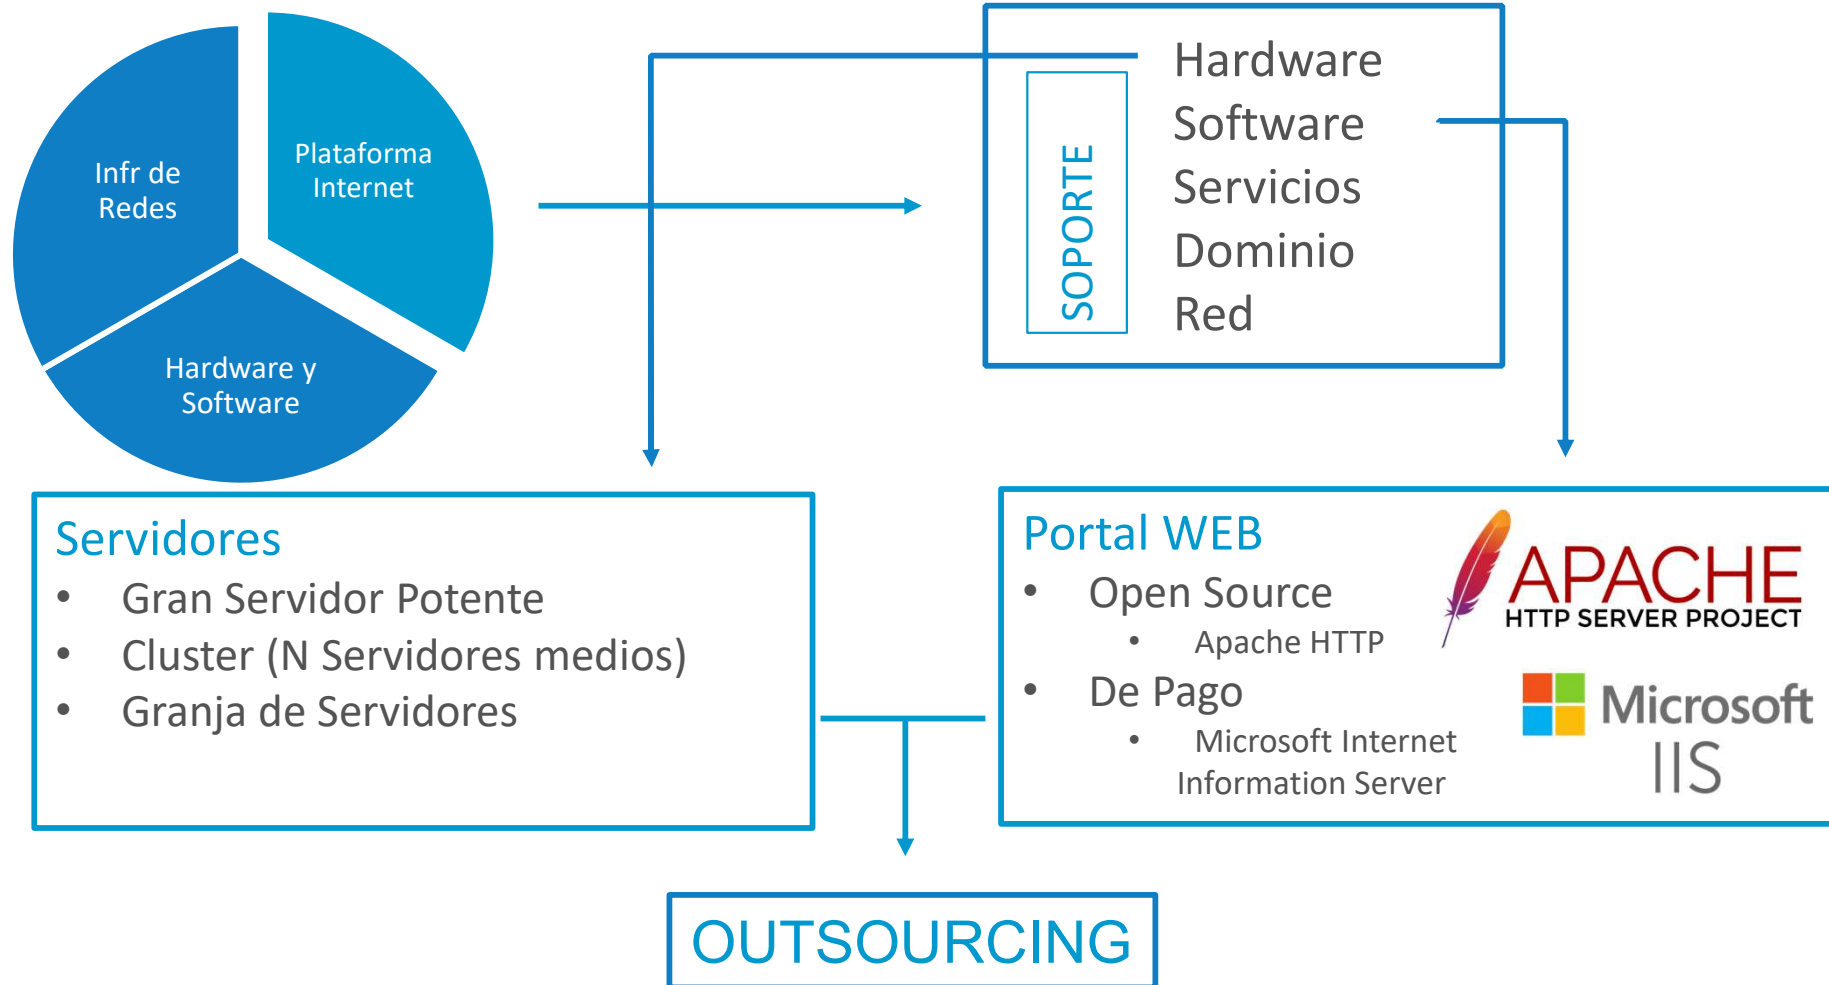 Infr de
Redes
Plataforma
Internet
Hardware y
Software
SOPORTE
Hardware
Software
Servicios
Dominio
Red
Servidores
• Gran Servidor Potente
• Cluster (N Servidores medios)
• Granja de Servidores
Portal WEB
• Open Source
• Apache HTTP
• De Pago
• Microsoft Internet
Information Server
APACHE
HTTP SERVER PROJECT
Microsoft
IIS
OUTSOURCING